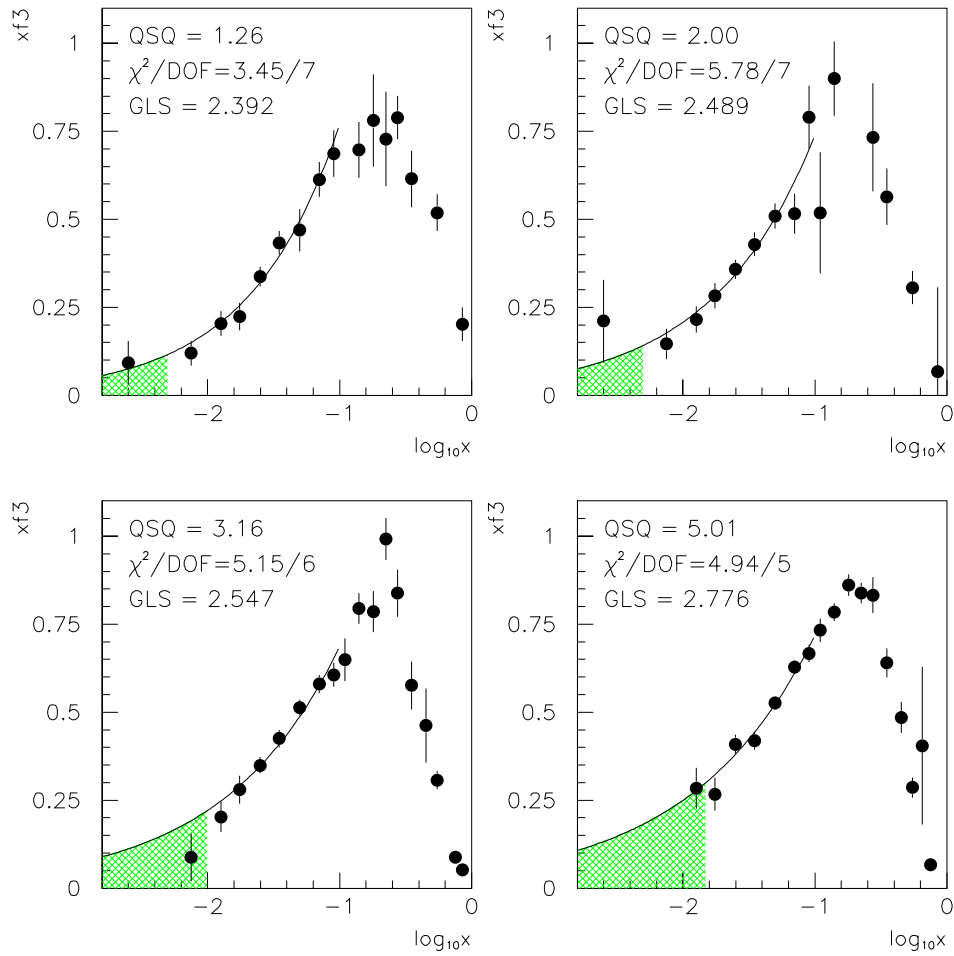 xf3
QSQ = 1.26
χ²/DOF=3.45/7
GLS = 2.392
1
0.75
0.5
0.25
0
-2
-1
0
log₁₀x
xf3
QSQ = 2.00
χ²/DOF=5.78/7
GLS = 2.489
1
0.75
0.5
0.25
0
-2
-1
0
log₁₀x
xf3
QSQ = 3.16
χ²/DOF=5.15/6
GLS = 2.547
1
0.75
0.5
0.25
0
-2
-1
0
log₁₀x
xf3
QSQ = 5.01
χ²/DOF=4.94/5
GLS = 2.776
1
0.75
0.5
0.25
0
-2
-1
0
log₁₀x